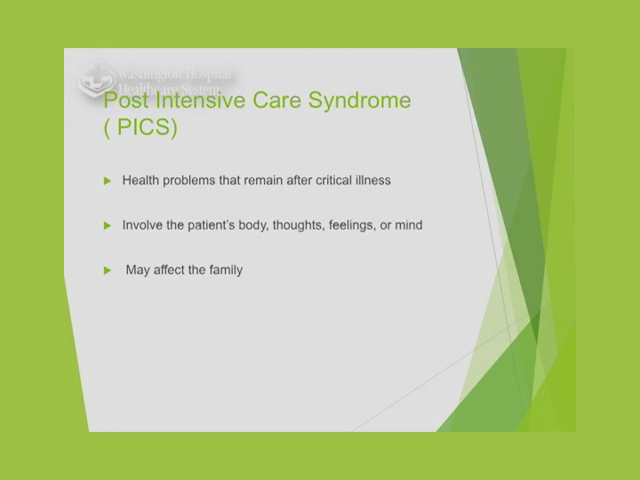 Washington Hospital
Healthcare System
Post Intensive Care Syndrome
( PICS)
Health problems that remain after critical illness
Involve the patient's body, thoughts, feelings, or mind
May affect the family